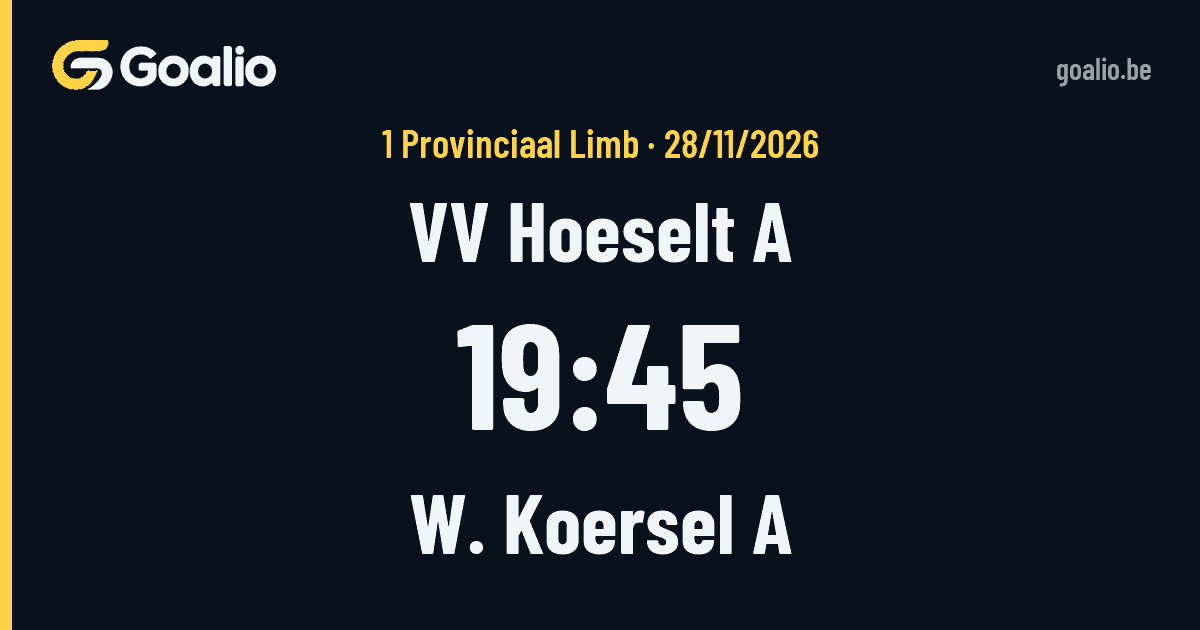 Goalio
goalio.be
1 Provinciaal Limb · 28/11/2026
VV Hoeselt A
19:45
W. Koersel A